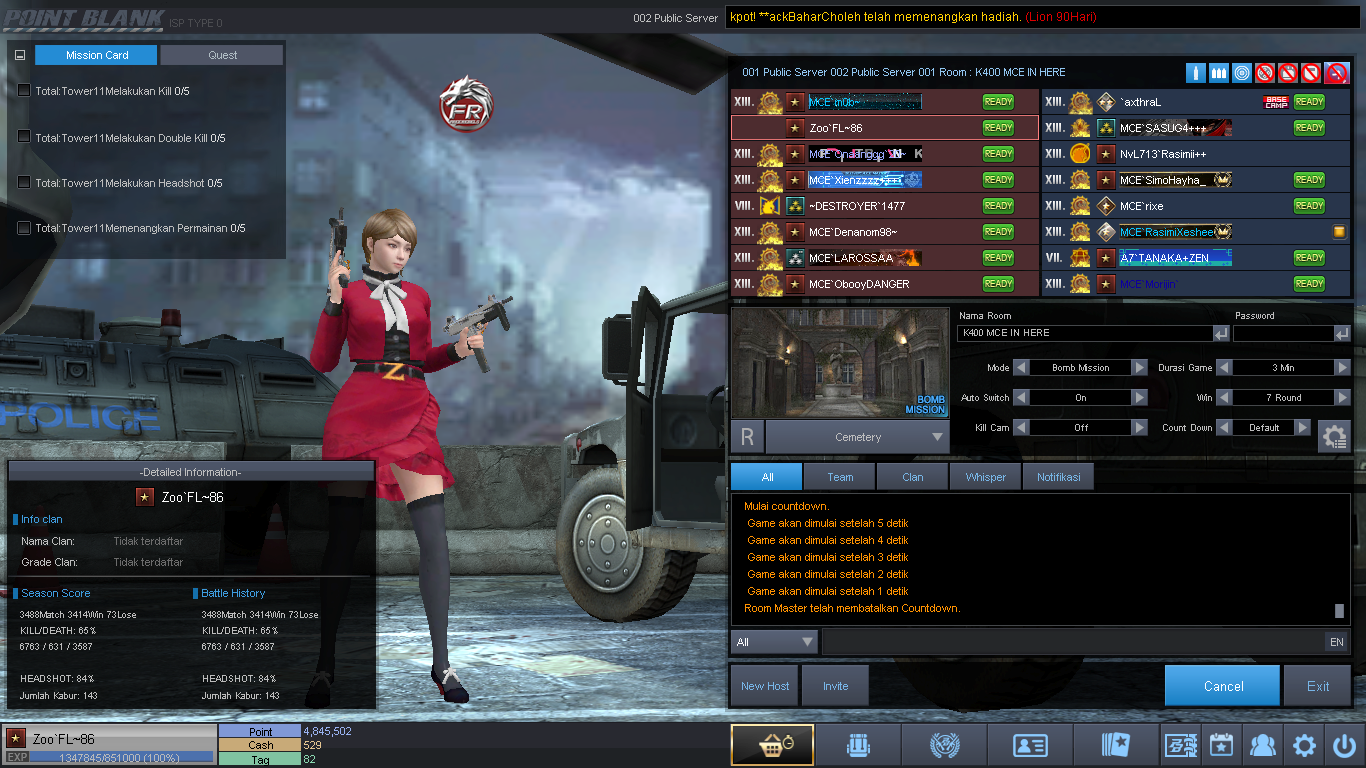 POINT BLANK
ISP TYPE 0
002 Public Server
kpot! **ackBaharCholeh telah memenangkan hadiah. (Lion 90Hari)
Mission Card
Quest
Total:Tower11Melakukan Kill 0/5
Total:Tower11Melakukan Double Kill 0/5
Total:Tower11Melakukan Headshot 0/5
Total:Tower11Memenangkan Permainan 0/5
FR
POLICE
001 Public Server 002 Public Server 001 Room : K400 MCE IN HERE
XIII. MCE`tn0b~ READY
Zoo`FL~86 READY
XIII. READY
XIII. READY
VIII. ~DESTROYER`1477 READY
XIII. MCE`Denanom98~ READY
XIII. MCE`LAROSSAA READY
XIII. MCE`ObooyDANGER READY
XIII. `axthraL BASE CAMP READY
XIII. MCE`SASUG4+++ READY
XIII. NvL713`Rasimii++
XIII. MCE`SimoHayha_ READY
XIII. MCE`rixe READY
XIII. MCE`RasimiXeshee
VII. A7`TANAKA+ZEN READY
XIII. MCE`Morijin` READY
BOMB MISSION
R
Cemetery
Nama Room
Password
K400 MCE IN HERE
Mode Bomb Mission
Durasi Game 3 Min
Auto Switch On
Win 7 Round
Kill Cam Off
Count Down Default
All
Team
Clan
Whisper
Notifikasi
Mulai countdown.
Game akan dimulai setelah 5 detik
Game akan dimulai setelah 4 detik
Game akan dimulai setelah 3 detik
Game akan dimulai setelah 2 detik
Game akan dimulai setelah 1 detik
Room Master telah membatalkan Countdown.
All
EN
New Host
Invite
Cancel
Exit
-Detailed Information-
Zoo`FL~86
Info clan
Nama Clan: Tidak terdaftar
Grade Clan: Tidak terdaftar
Season Score
3488Match 3414Win 73Lose
KILL/DEATH: 65%
6763 / 631 / 3587
HEADSHOT: 84%
Jumlah Kabur: 143
Battle History
3488Match 3414Win 73Lose
KILL/DEATH: 65%
6763 / 631 / 3587
HEADSHOT: 84%
Jumlah Kabur: 143
Zoo`FL~86
EXP 1347845/851000 (100%)
Point 4,845,502
Cash 529
Tag 82